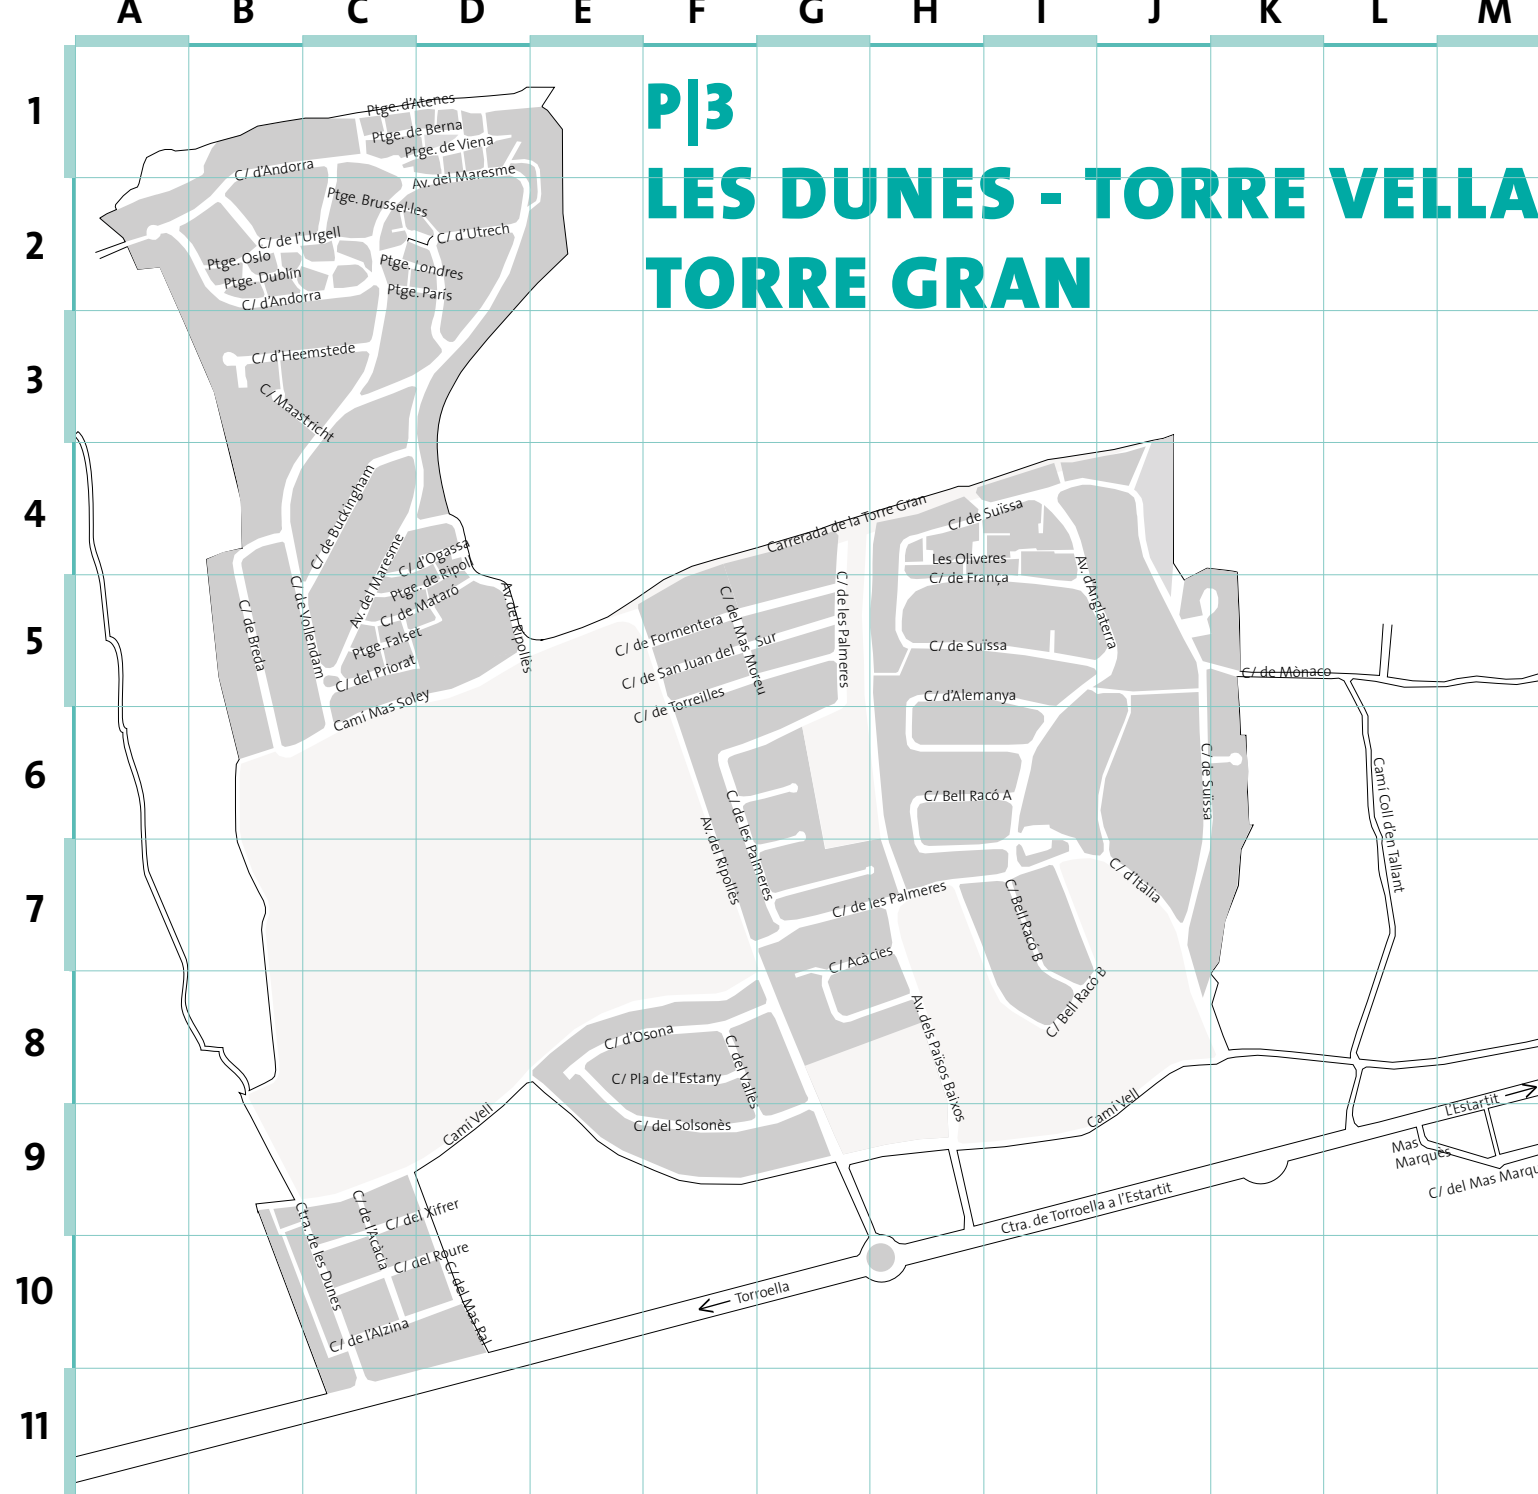 A B C D E F G H I J K L M
1
2
3
4
5
6
7
8
9
10
11
P|3
LES DUNES - TORRE VELLA
TORRE GRAN
Ptge. d'Atenes
Ptge. de Berna
Ptge. de Viena
C/ d'Andorra
Av. del Maresme
Ptge. Brussel·les
C/ de l'Urgell
C/ d'Utrech
Ptge. Oslo
Ptge. Londres
Ptge. Dublín
Ptge. París
C/ d'Andorra
C/ d'Heemstede
C/ Maastricht
C/ de Buckingham
Av. del Maresme
C/ d'Ogassa
Ptge. de Ripoll
C/ de Mataró
Ptge. Falset
C/ del Priorat
Camí Mas Soley
C/ de Breda
C/ de Vollendam
Av. del Ripollès
Carrerada de la Torre Gran
C/ de Suïssa
Les Oliveres
C/ de França
Av. d'Anglaterra
C/ de les Palmeres
C/ del Mas Moreu
C/ de Formentera
C/ de San Juan del Sur
C/ de Torreilles
C/ de Suïssa
C/ d'Alemanya
C/ de Mònaco
C/ de Suïssa
Camí Coll d'en Tallant
C/ Bell Racó A
C/ de les Palmeres
Av. del Ripollès
C/ de les Palmeres
C/ d'Itàlia
C/ Bell Racó B
C/ Acàcies
C/ Bell Racó B
Av. dels Països Baixos
C/ d'Osona
C/ del Vallès
C/ Pla de l'Estany
C/ del Solsonès
Camí Vell
Camí Vell
L'Estartit
Mas
Marquès
C/ del Mas Marqu
Ctra. de Torroella a l'Estartit
Torroella
C/ de l'Acàcia
C/ del Xifrer
Ctra. de les Dunes
C/ del Roure
C/ del Mas Ral
C/ de l'Alzina